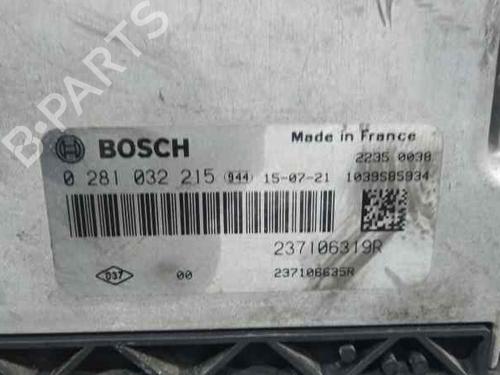 B-PARTS
BOSCH
Made in France
2235 0038
0 281 032 215 944 15-07-21 1039S85934
237106319R
D37 00 237106635R